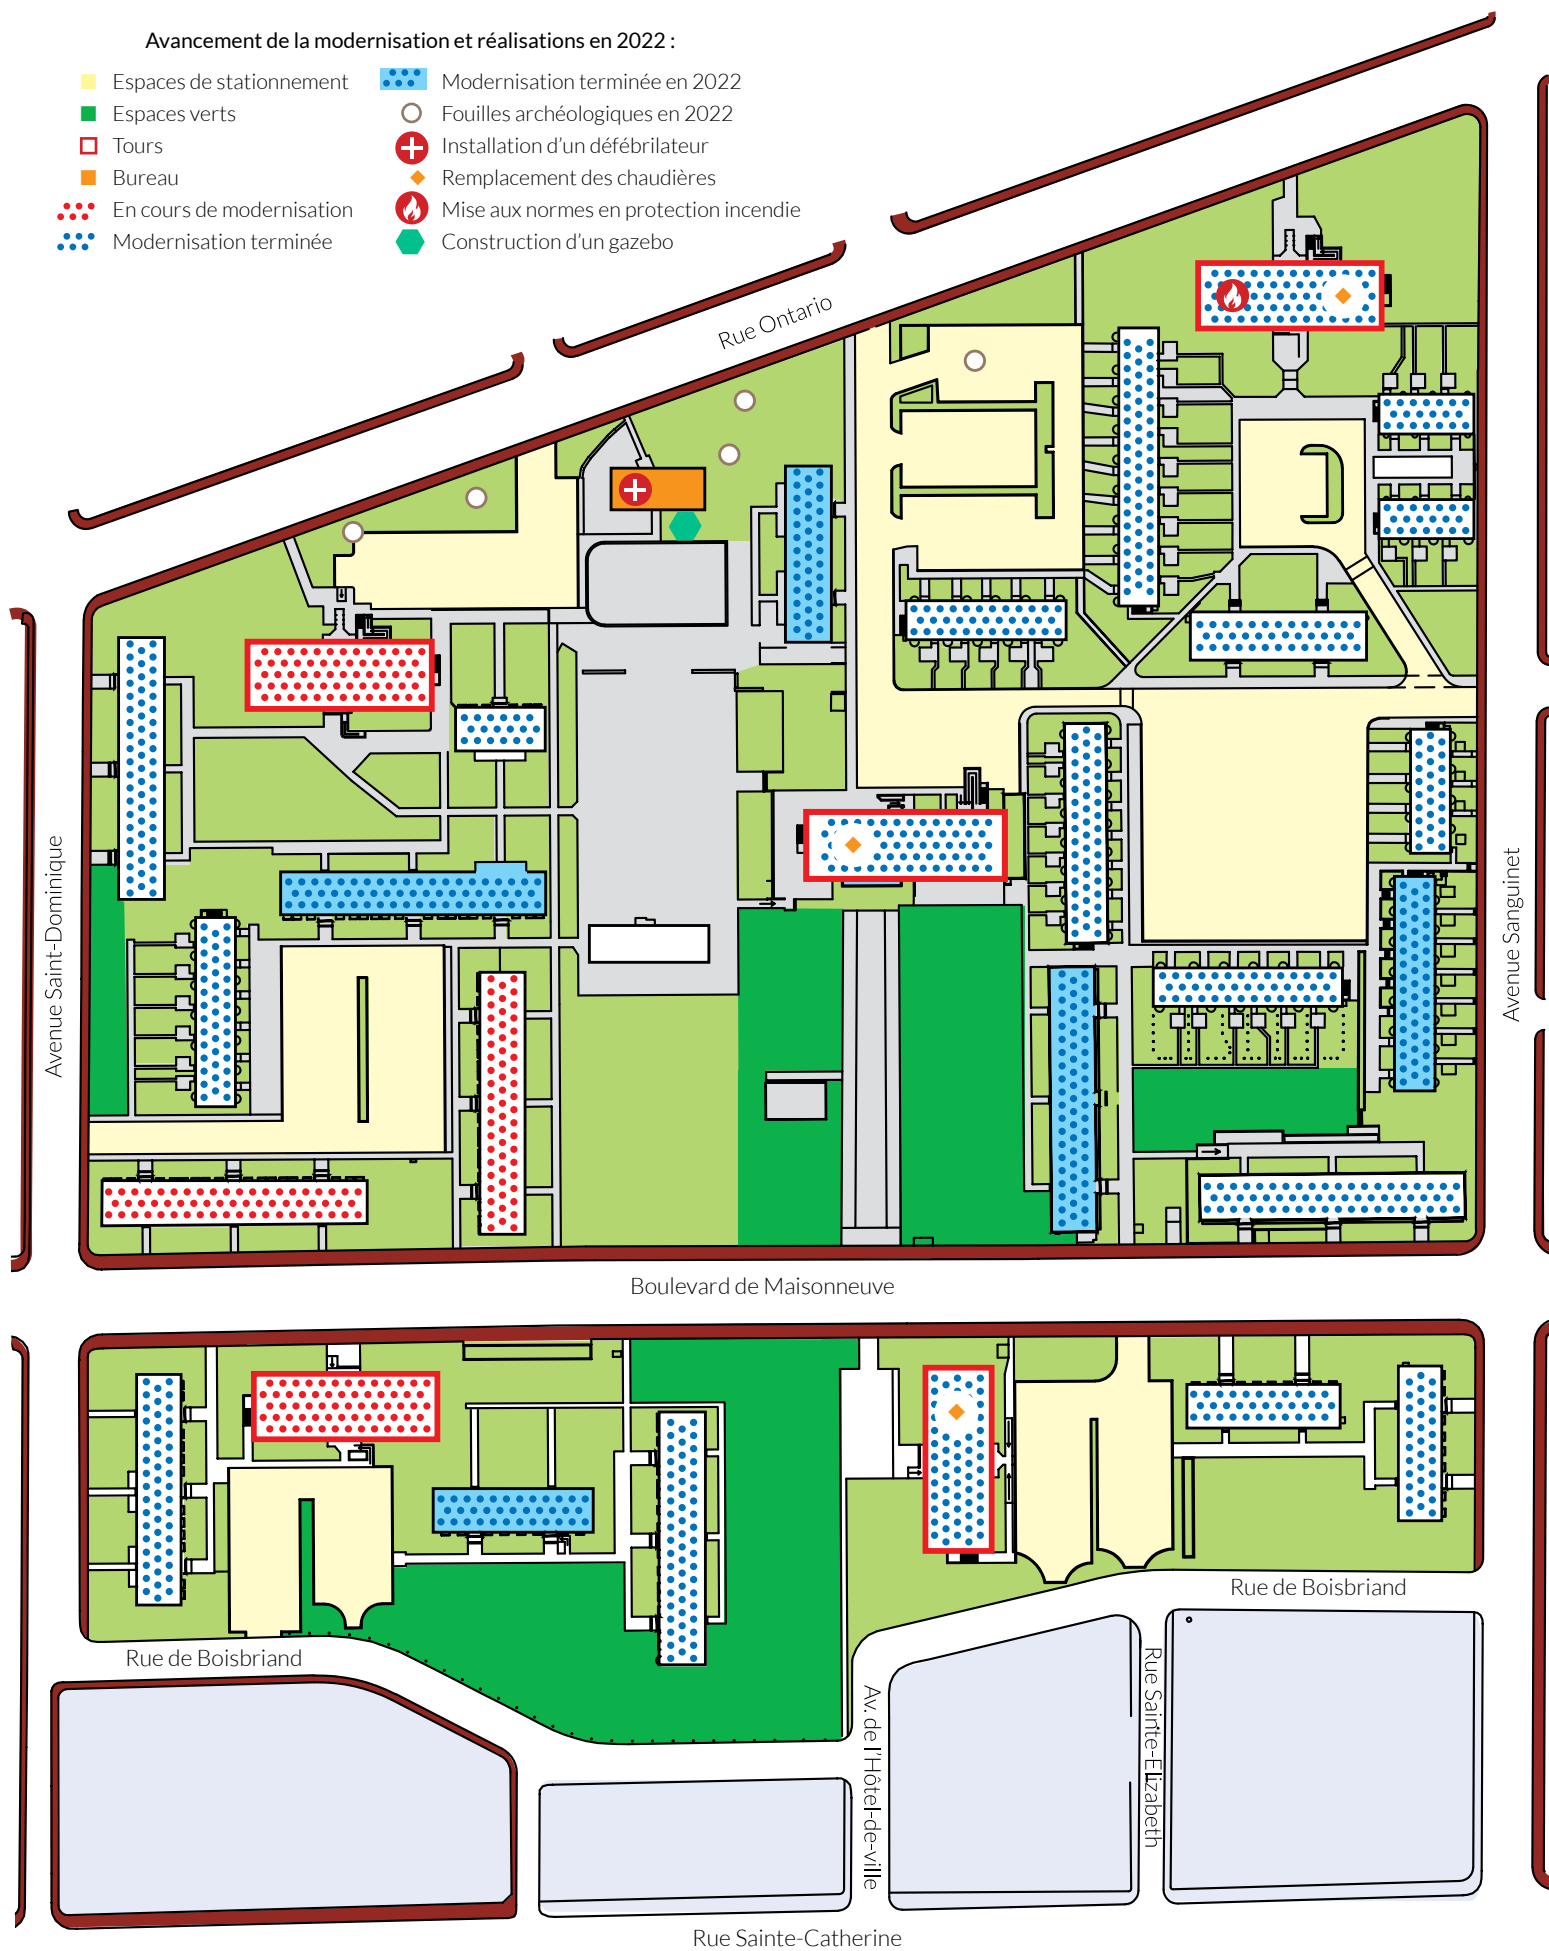 Avancement de la modernisation et réalisations en 2022 :
Espaces de stationnement
Espaces verts
Tours
Bureau
En cours de modernisation
Modernisation terminée
Modernisation terminée en 2022
Fouilles archéologiques en 2022
Installation d'un défébrilateur
Remplacement des chaudières
Mise aux normes en protection incendie
Construction d'un gazebo
Rue Ontario
Avenue Saint-Dominique
Avenue Sanguinet
Boulevard de Maisonneuve
Rue de Boisbriand
Rue de Boisbriand
Av. de l'Hôtel-de-ville
Rue Sainte-Elizabeth
Rue Sainte-Catherine